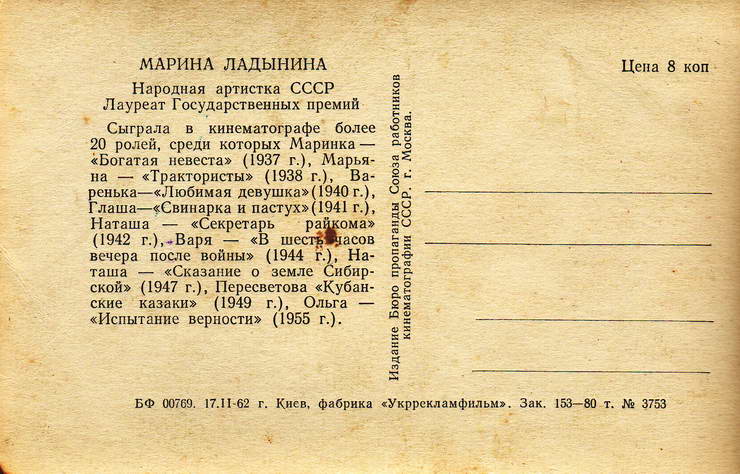 МАРИНА ЛАДЫНИНА
Народная артистка СССР
Лауреат Государственных премий
Сыграла в кинематографе более
20 ролей, среди которых Маринка —
«Богатая невеста» (1937 г.), Марья-
на — «Трактористы» (1938 г.), Ва-
ренька—«Любимая девушка» (1940 г.),
Глаша—«Свинарка и пастух» (1941 г.),
Наташа — «Секретарь райкома»
(1942 г.), Варя — «В шесть часов
вечера после войны» (1944 г.), На-
таша — «Сказание о земле Сибир-
ской» (1947 г.), Пересветова «Кубан-
ские казаки» (1949 г.), Ольга —
«Испытание верности» (1955 г.).
Издание Бюро пропаганды Союза работников
кинематографии СССР. г. Москва.
Цена 8 коп
БФ 00769. 17.II-62 г. Киев, фабрика «Укррекламфильм». Зак. 153—80 т. № 3753